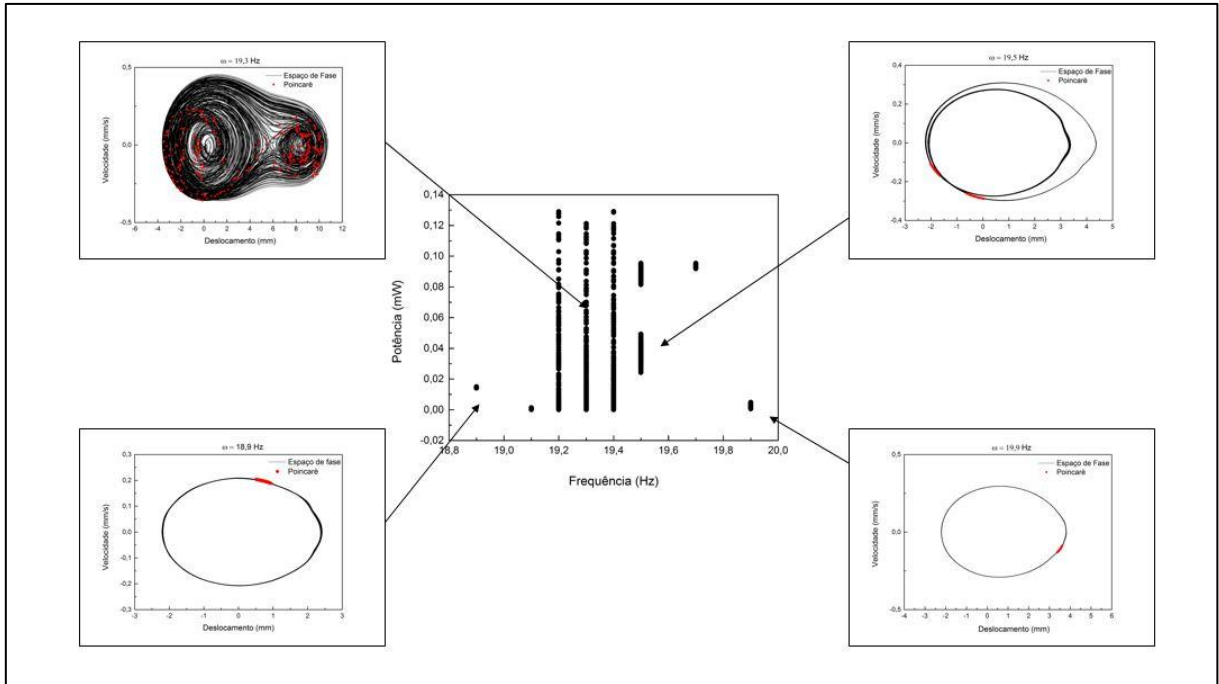 ω = 19,3 Hz
Espaço de Fase
Poincaré
0,5
0,0
-0,5
Velocidade (mm/s)
-6 -4 -2 0 2 4 6 8 10 12
Deslocamento (mm)
ω = 19,5 Hz
Espaço de Fase
Poincaré
0,4
0,2
0,0
-0,2
-0,4
Velocidade (mm/s)
-3 -2 -1 0 1 2 3 4 5
Deslocamento (mm)
0,14
0,12
0,10
0,08
0,06
0,04
0,02
0,00
-0,02
Potência (mW)
18,8 19,0 19,2 19,4 19,6 19,8 20,0
Frequência (Hz)
ω = 18,9 Hz
Espaço de fase
Poincarè
0,3
0,2
0,1
0,0
-0,1
-0,2
-0,3
Velocidade (mm/s)
-3 -2 -1 0 1 2 3
Deslocamento (mm)
ω = 19,9 Hz
Espaço de Fase
Poincarè
0,5
0,0
-0,5
Velocidade (mm/s)
-4 -3 -2 -1 0 1 2 3 4 5 6
Deslocamento (mm)